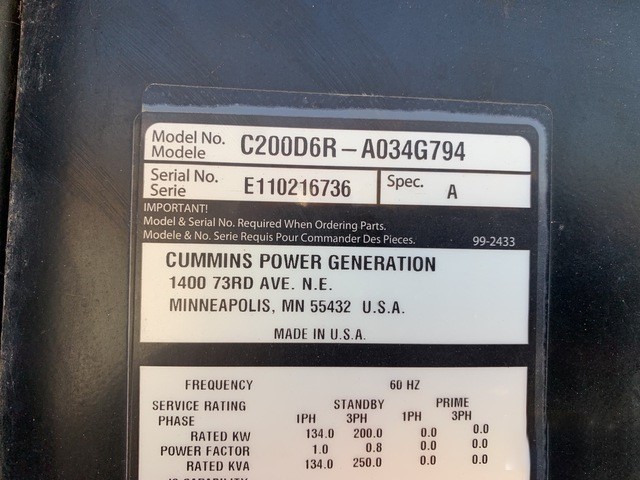 Model No. C200D6R-A034G794
Modele
Serial No. E110216736 Spec. A
Serie
IMPORTANT!
Model & Serial No. Required When Ordering Parts.
Modele & No. Serie Requis Pour Commander Des Pieces. 99-2433
CUMMINS POWER GENERATION
1400 73RD AVE. N.E.
MINNEAPOLIS, MN 55432 U.S.A.
MADE IN U.S.A.
FREQUENCY 60 HZ
SERVICE RATING STANDBY PRIME
PHASE 1PH 3PH 1PH 3PH
RATED KW 134.0 200.0 0.0 0.0
POWER FACTOR 1.0 0.8 0.0 0.0
RATED KVA 134.0 250.0 0.0 0.0